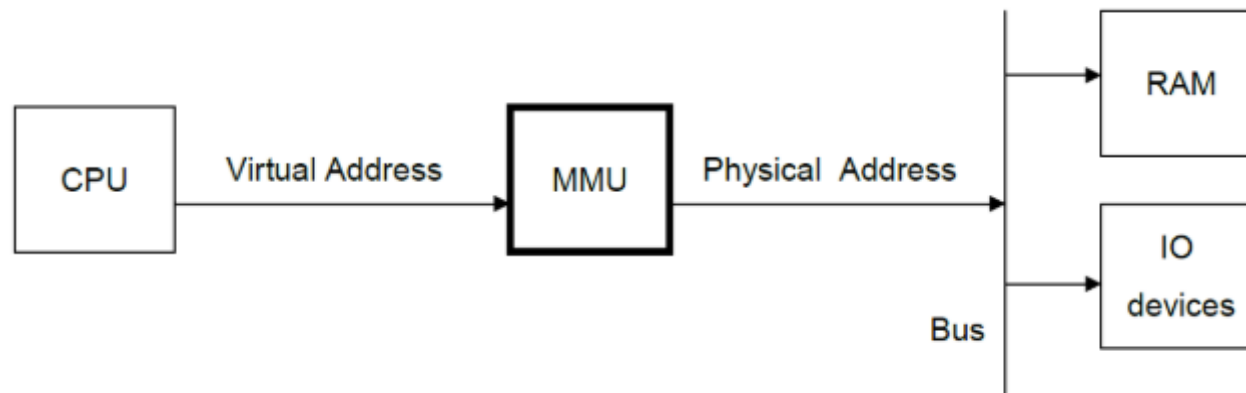 CPU
Virtual Address
MMU
Physical Address
Bus
RAM
IO
devices